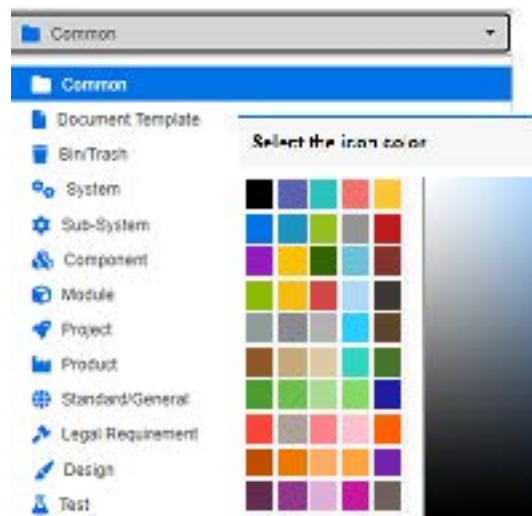 Common
Common
Document Template
Bin/Trash
Select the icon color
System
Sub-System
Component
Module
Project
Product
Standard/General
Legal Requirement
Design
Test